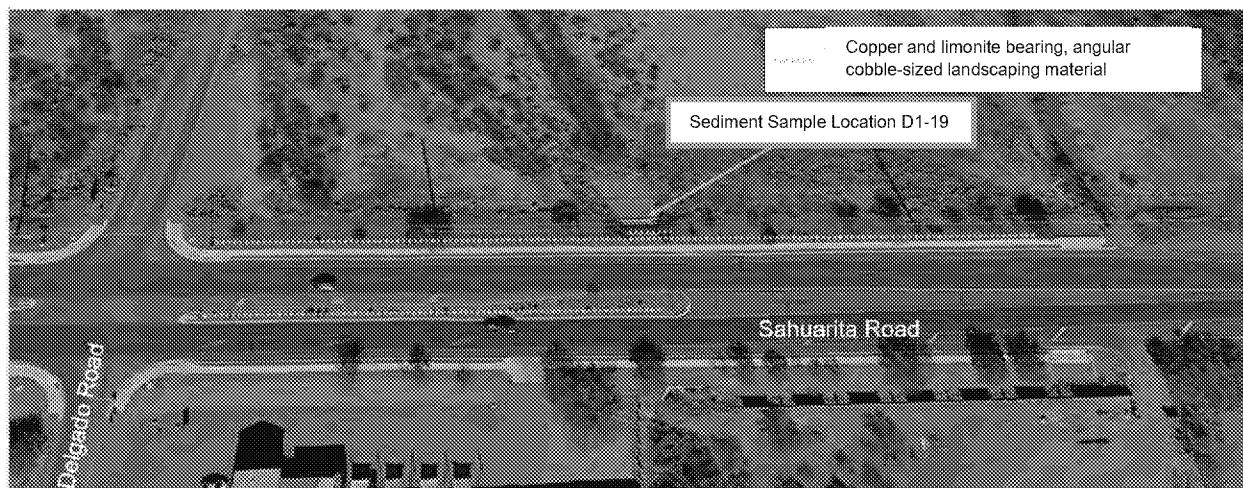 Copper and limonite bearing, angular
cobble-sized landscaping material
Sediment Sample Location D1-19
Sahuarita Road
Delgado Road